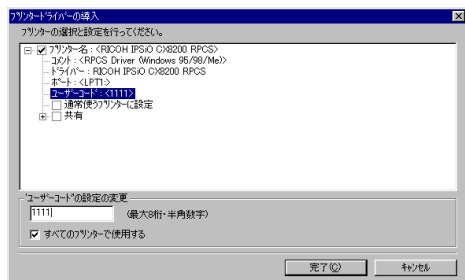 プリンタードライバーの導入
プリンターの選択と設定を行ってください。
プリンター名 : <RICOH IPSiO CX8200 RPCS>
コメント : <RPCS Driver (Windows 95/98/Me)>
ドライバー : RICOH IPSiO CX8200 RPCS
ポート : <LPT1:>
ユーザーコード : <1111>
通常使うプリンターに設定
共有
"ユーザーコード"の設定の変更
1111
(最大8桁・半角数字)
すべてのプリンターで使用する
完了(C)
キャンセル